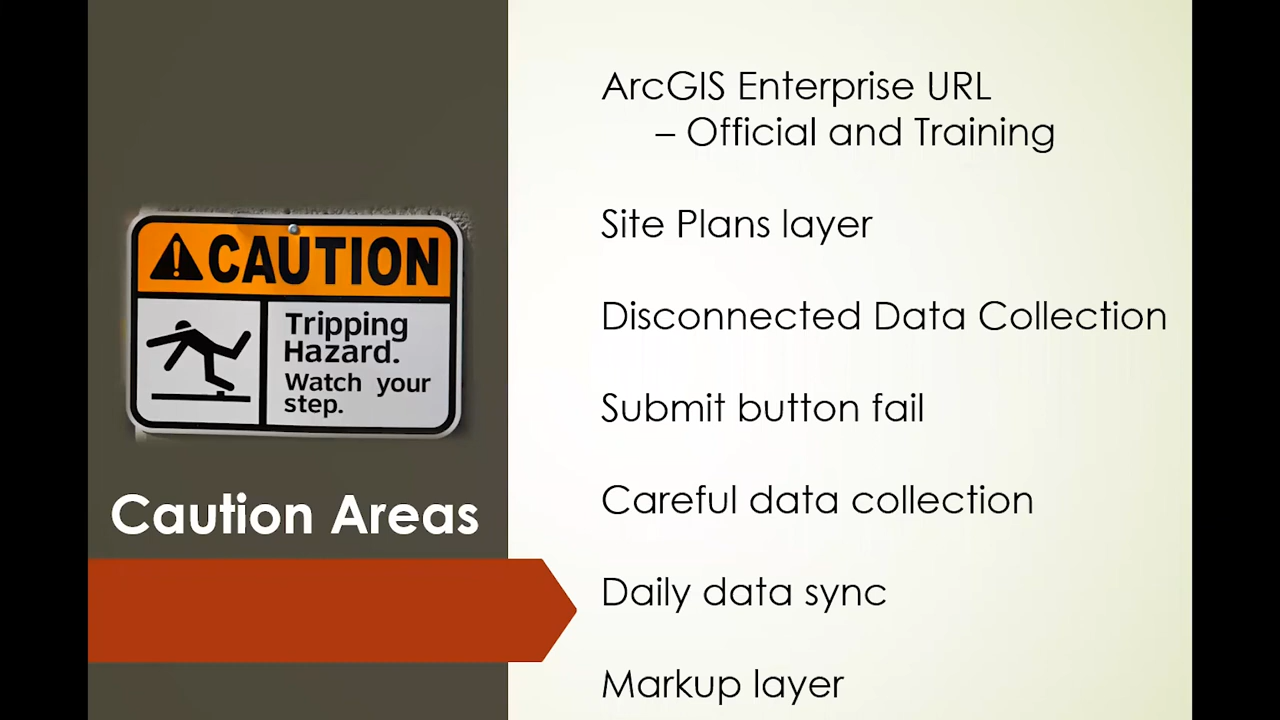 CAUTION
Tripping
Hazard.
Watch your
step.
Caution Areas
ArcGIS Enterprise URL
– Official and Training
Site Plans layer
Disconnected Data Collection
Submit button fail
Careful data collection
Daily data sync
Markup layer